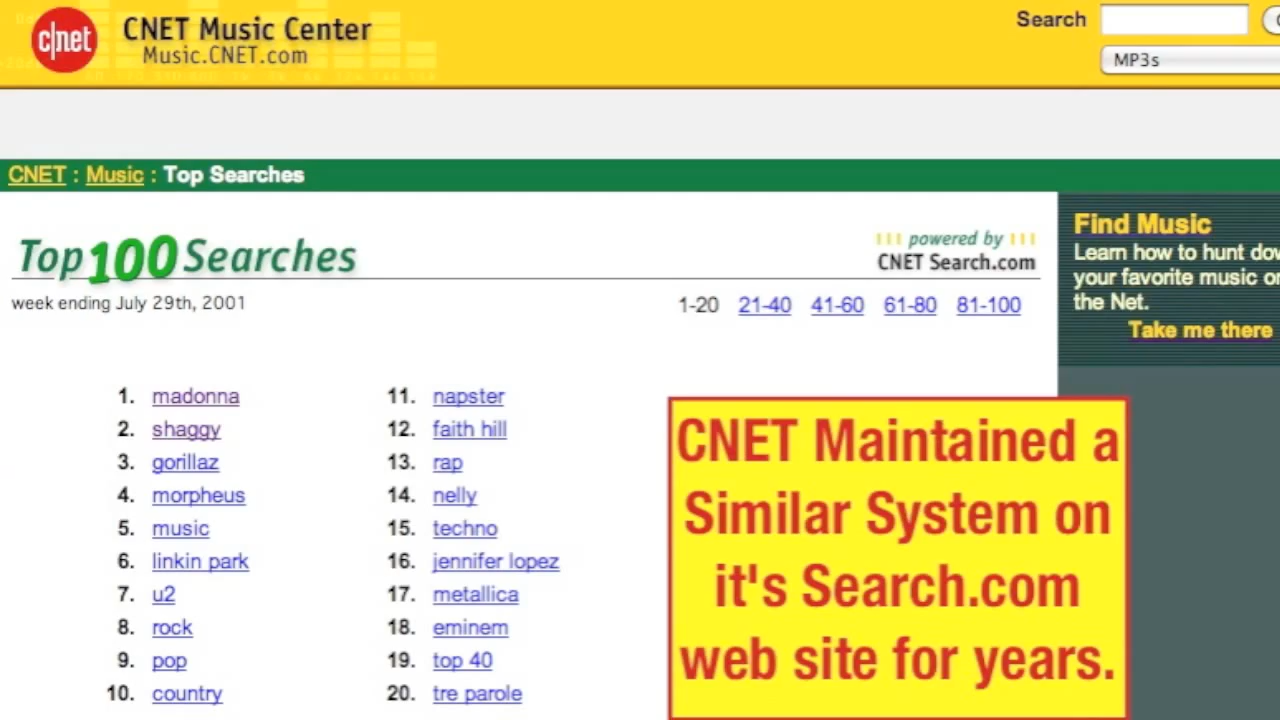 c|net
CNET Music Center
Music.CNET.com
Search
MP3s
CNET : Music : Top Searches
Top 100 Searches
powered by
CNET Search.com
week ending July 29th, 2001
1-20 21-40 41-60 61-80 81-100
Find Music
Learn how to hunt dow
your favorite music on
the Net.
Take me there
1. madonna
2. shaggy
3. gorillaz
4. morpheus
5. music
6. linkin park
7. u2
8. rock
9. pop
10. country
11. napster
12. faith hill
13. rap
14. nelly
15. techno
16. jennifer lopez
17. metallica
18. eminem
19. top 40
20. tre parole
CNET Maintained a
Similar System on
it's Search.com
web site for years.